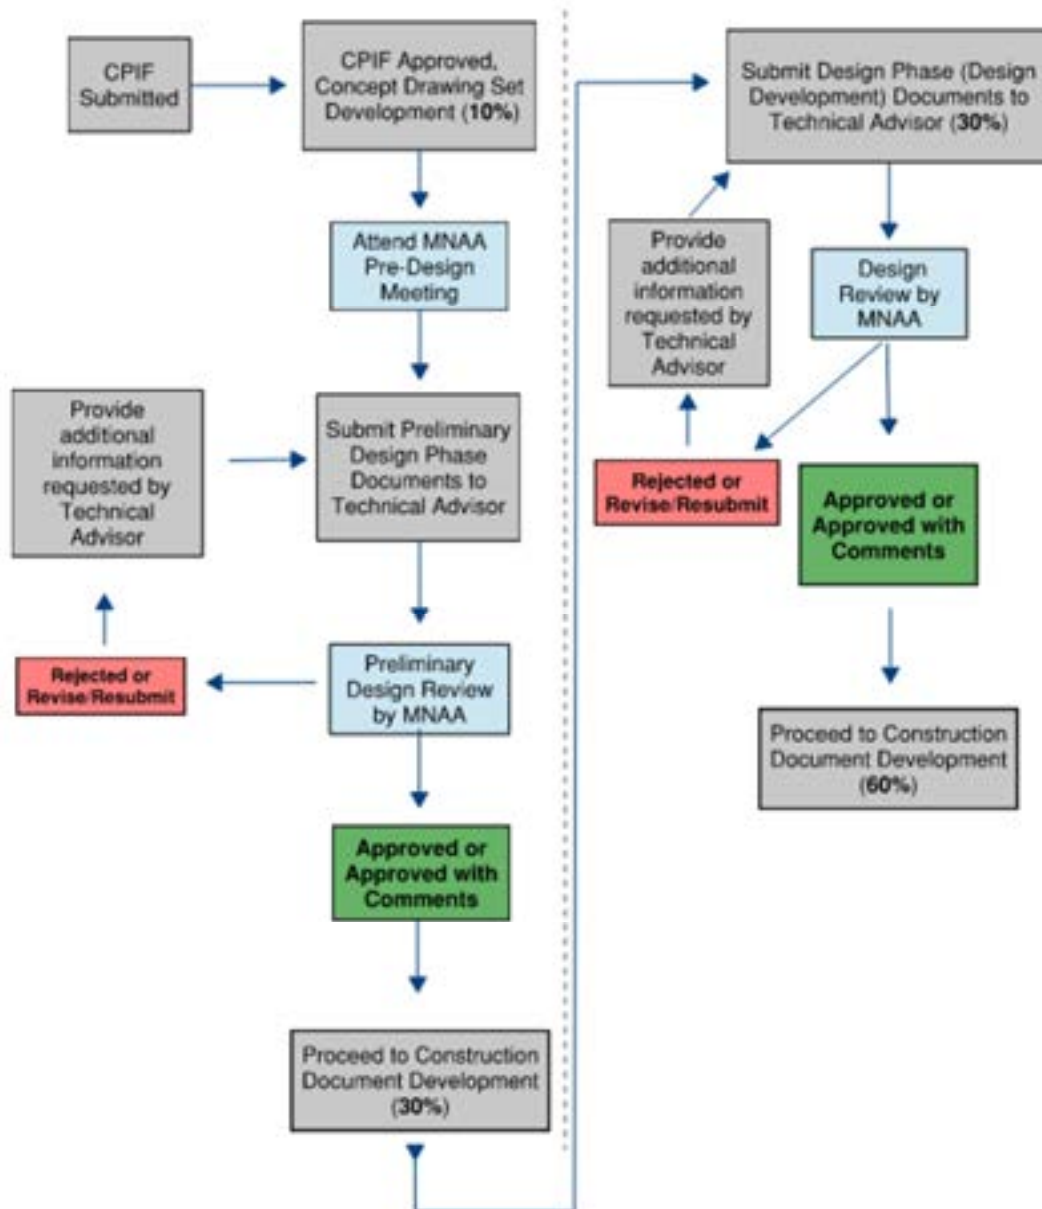 CPIF
Submitted
CPIF Approved,
Concept Drawing Set
Development (10%)
Attend MNAA
Pre-Design
Meeting
Provide
additional
information
requested by
Technical
Advisor
Submit Preliminary
Design Phase
Documents to
Technical Advisor
Rejected or
Revise/Resubmit
Preliminary
Design Review
by MNAA
Approved or
Approved with
Comments
Proceed to Construction
Document Development
(30%)
Submit Design Phase (Design
Development) Documents to
Technical Advisor (30%)
Provide
additional
information
requested by
Technical
Advisor
Design
Review by
MNAA
Rejected or
Revise/Resubmit
Approved or
Approved with
Comments
Proceed to Construction
Document Development
(60%)